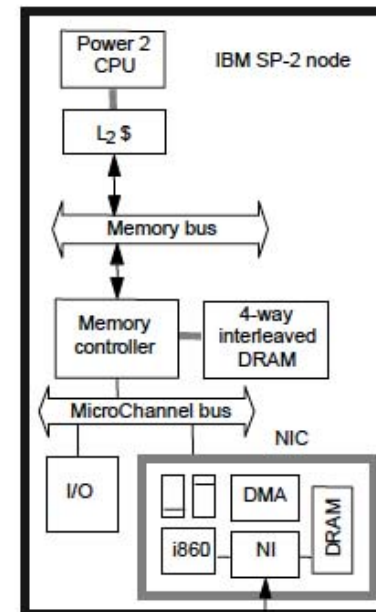 Power 2
CPU
IBM SP-2 node
L2 $
Memory bus
Memory
controller
4-way
interleaved
DRAM
MicroChannel bus
NIC
I/O
DMA
DRAM
i860
NI